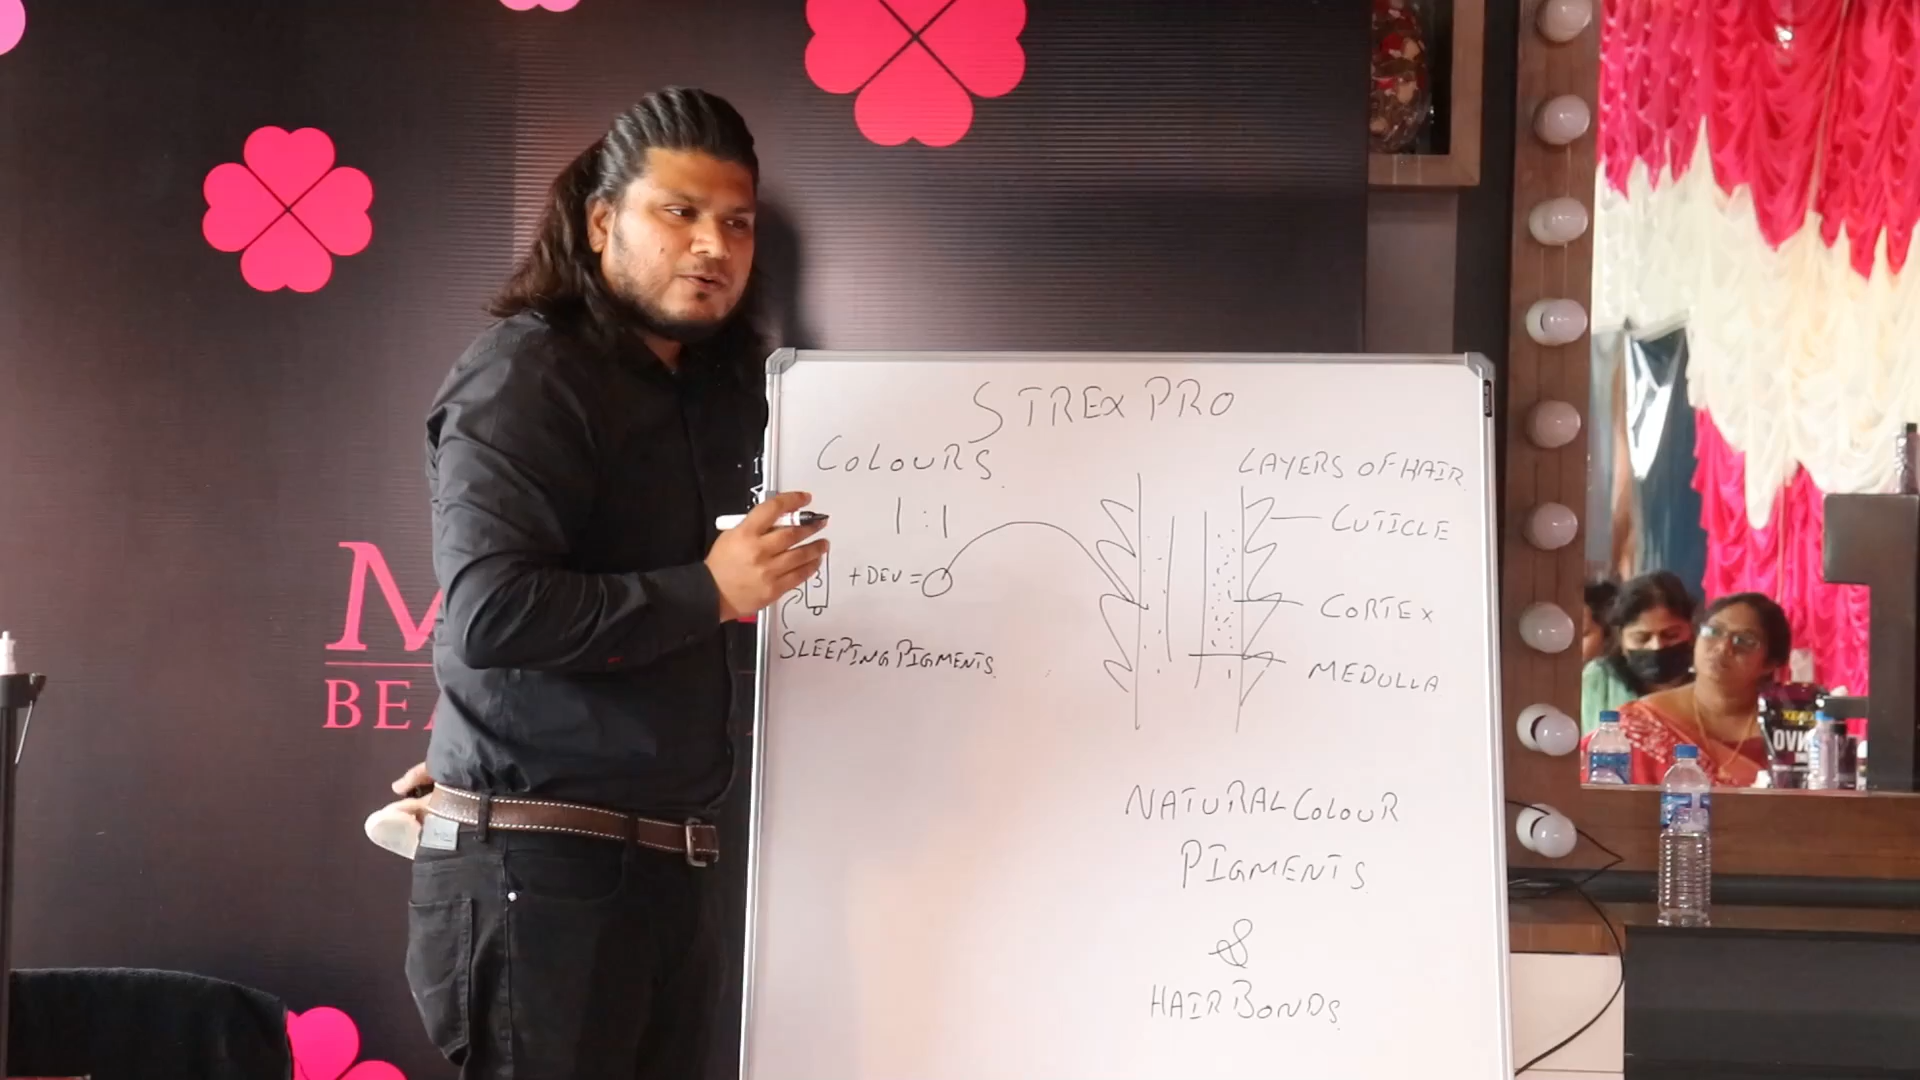 STREX PRO
COLOURS
1:1
3 + DEV =
SLEEPING PIGMENTS
LAYERS OF HAIR
CUTICLE
CORTEX
MEDULLA
NATURAL COLOUR
PIGMENTS
&
HAIR BONDS
M
BEA